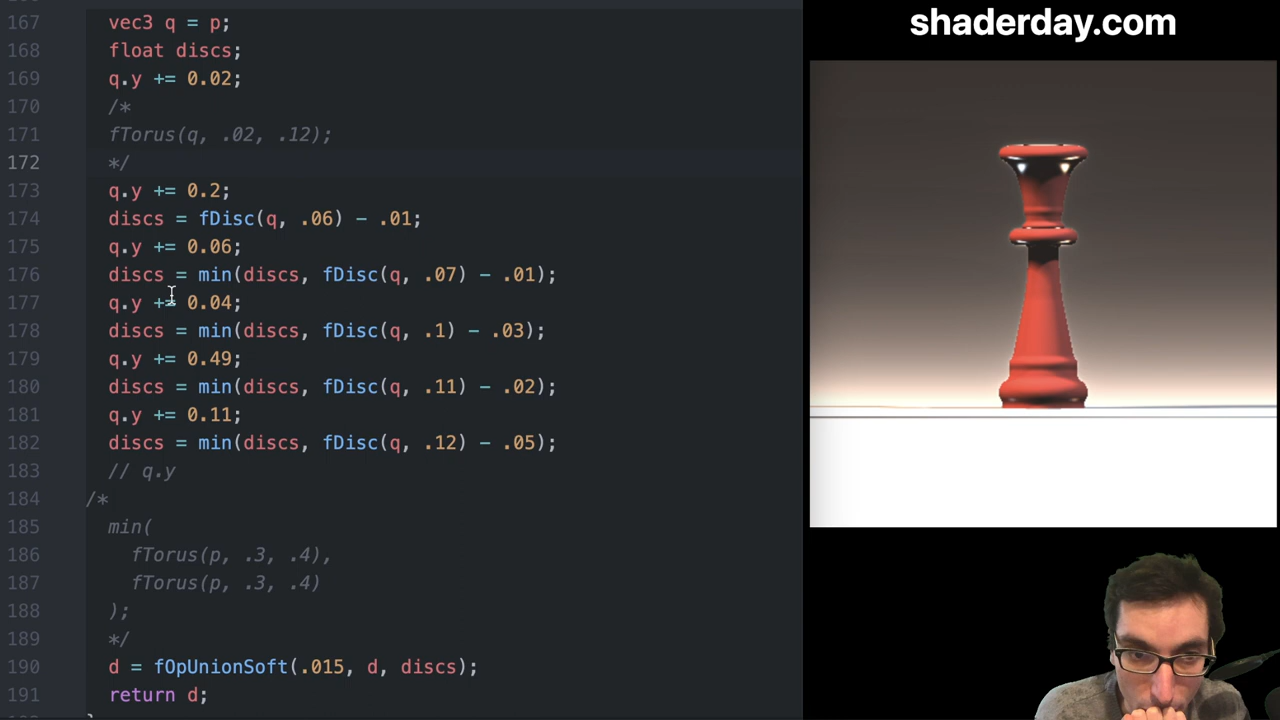 167 vec3 q = p;
168 float discs;
169 q.y += 0.02;
170 /*
171 fTorus(q, .02, .12);
172 */
173 q.y += 0.2;
174 discs = fDisc(q, .06) - .01;
175 q.y += 0.06;
176 discs = min(discs, fDisc(q, .07) - .01);
177 q.y += 0.04;
178 discs = min(discs, fDisc(q, .1) - .03);
179 q.y += 0.49;
180 discs = min(discs, fDisc(q, .11) - .02);
181 q.y += 0.11;
182 discs = min(discs, fDisc(q, .12) - .05);
183 // q.y
184 /*
185 min(
186 fTorus(p, .3, .4),
187 fTorus(p, .3, .4)
188 );
189 */
190 d = fOpUnionSoft(.015, d, discs);
191 return d;
shaderday.com